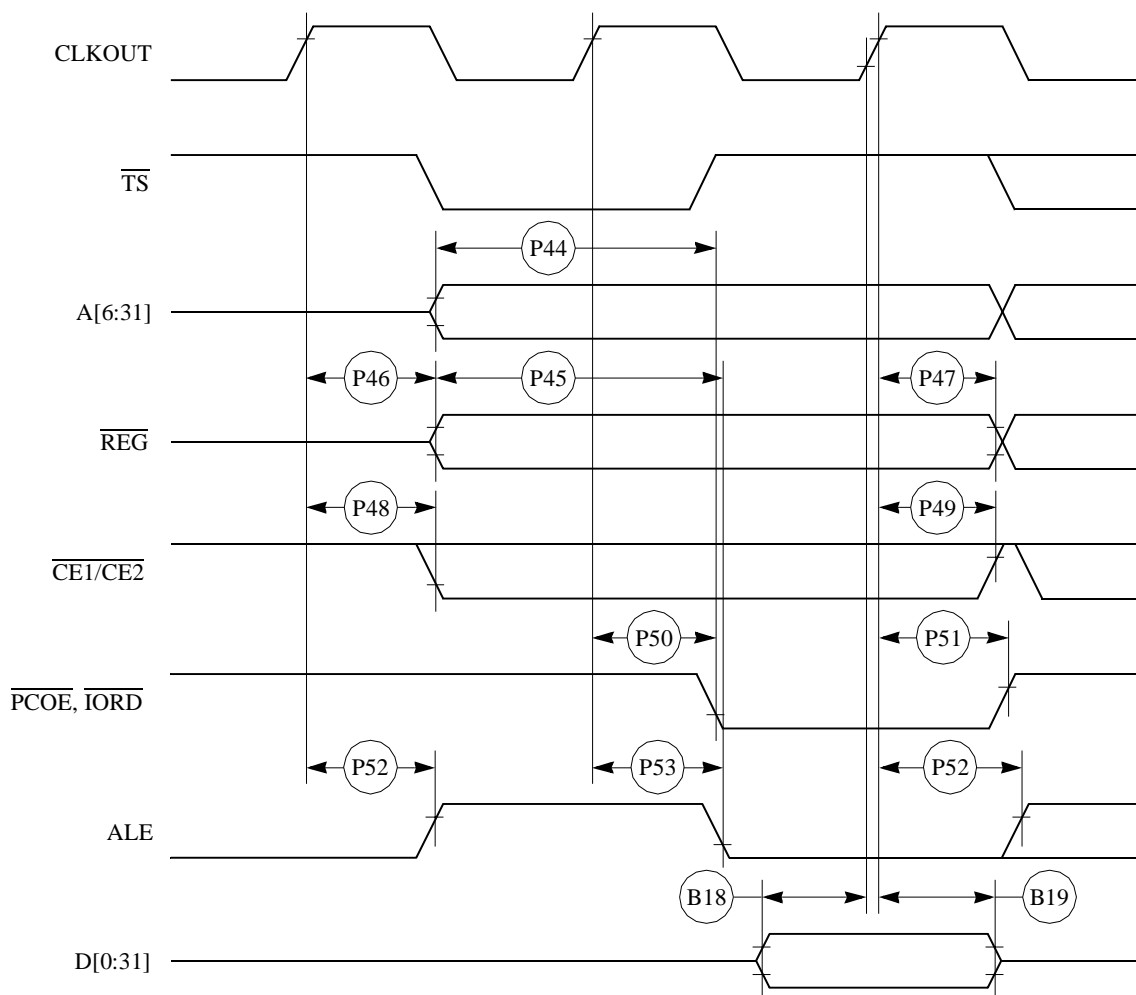 CLKOUT
TS
P44
A[6:31]
P46 P45 P47
REG
P48 P49
CE1/CE2
P50 P51
PCOE, IORD
P52 P53 P52
ALE
B18 B19
D[0:31]